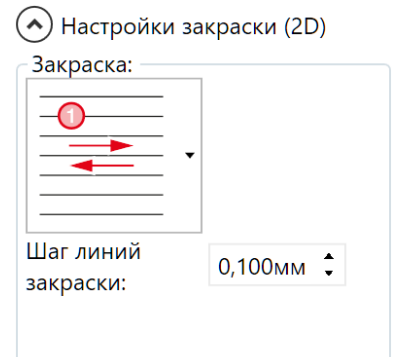 Настройки закраски (2D)
Закраска:
1
Шаг линий
закраски:
0,100мм